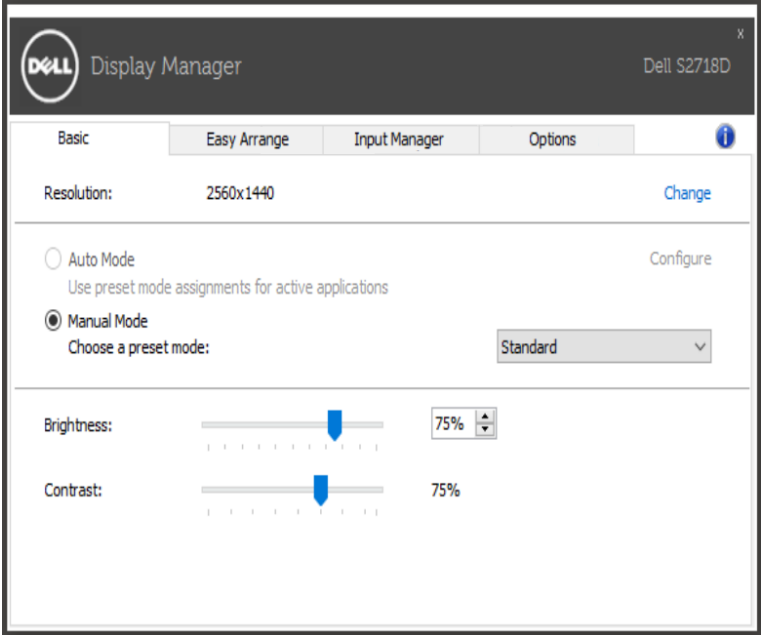 DELL Display Manager
x
Dell S2718D
Basic Easy Arrange Input Manager Options i
Resolution: 2560x1440 Change
Auto Mode Configure
Use preset mode assignments for active applications
Manual Mode
Choose a preset mode: Standard
Brightness: 75%
Contrast: 75%